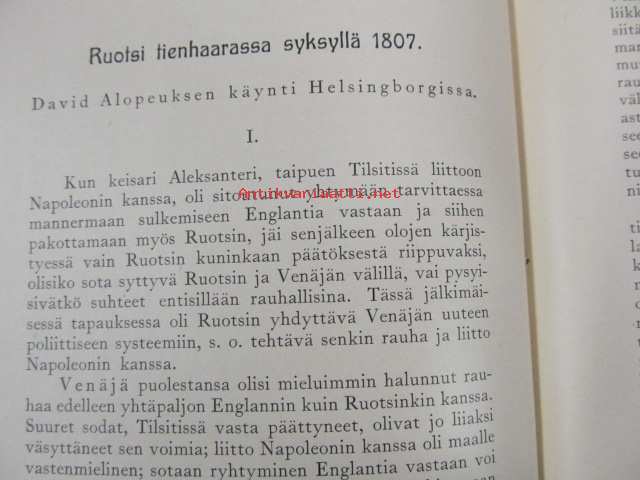 Ruotsi tienhaarassa syksyllä 1807.
David Alopeuksen käynti Helsingborgissa.
I.
Kun keisari Aleksanteri, taipuen Tilsitissä liittoon
Napoleonin kanssa, oli sitoutunut yhtymään tarvittaessa
Antikvariaatti.net
mannermaan sulkemiseen Englantia vastaan ja siihen
pakottamaan myös Ruotsin, jäi senjälkeen olojen kärjis-
tyessä vain Ruotsin kuninkaan päätöksestä riippuvaksi,
olisiko sota syttyvä Ruotsin ja Venäjän välillä, vai pysyi-
sivätkö suhteet entisillään rauhallisina. Tässä jälkimäi-
sessä tapauksessa oli Ruotsin yhdyttävä Venäjän uuteen
poliittiseen systeemiin, s. o. tehtävä senkin rauha ja liitto
Napoleonin kanssa.
Venäjä puolestansa olisi mieluimmin halunnut rau-
haa edelleen yhtäpaljon Englannin kuin Ruotsinkin kanssa.
Suuret sodat, Tilsitissä vasta päättyneet, olivat jo liiaksi
väsyttäneet sen voimia; liitto Napoleonin kanssa oli maalle
vastenmielinen; sotaan ryhtyminen Englantia vastaan voi